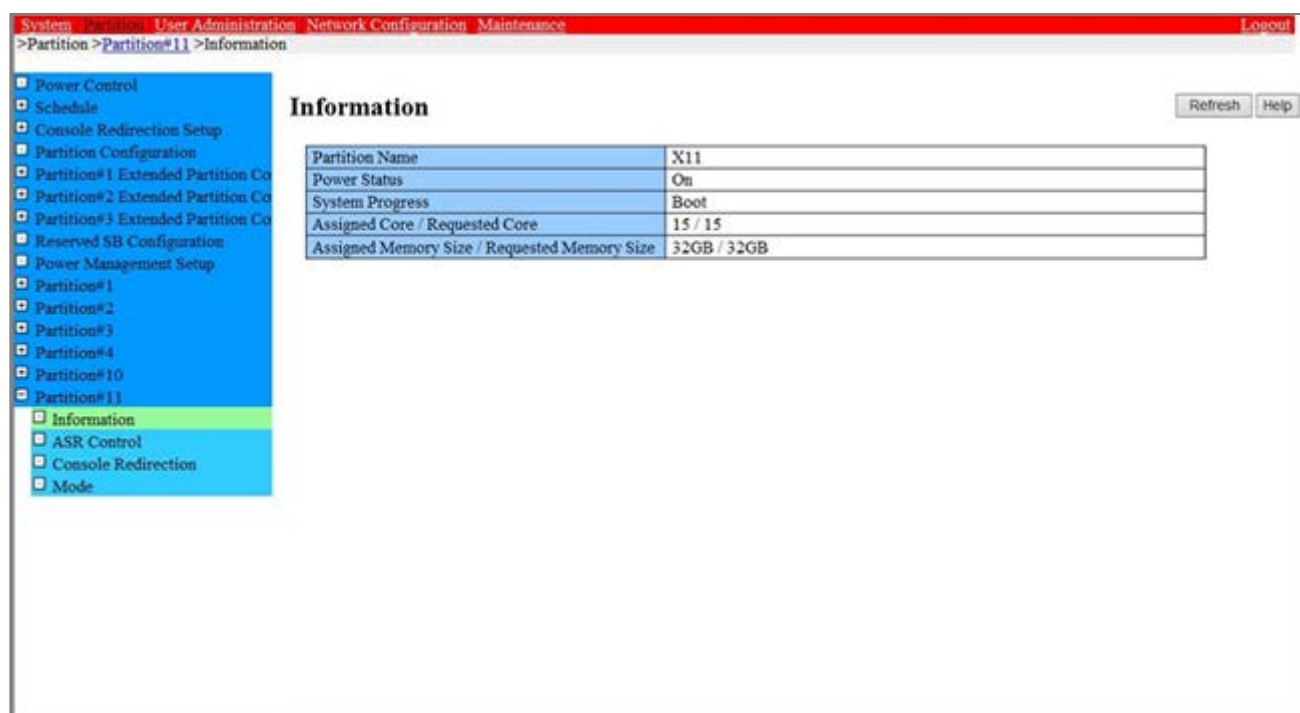 System Partition User Administration Network Configuration Maintenance Logout
>Partition >Partition#11 >Information
Power Control
Schedule
Console Redirection Setup
Partition Configuration
Partition#1 Extended Partition Co
Partition#2 Extended Partition Co
Partition#3 Extended Partition Co
Reserved SB Configuration
Power Management Setup
Partition#1
Partition#2
Partition#3
Partition#4
Partition#10
Partition#11
Information
ASR Control
Console Redirection
Mode
Information
Refresh Help
Partition Name X11
Power Status On
System Progress Boot
Assigned Core / Requested Core 15 / 15
Assigned Memory Size / Requested Memory Size 32GB / 32GB